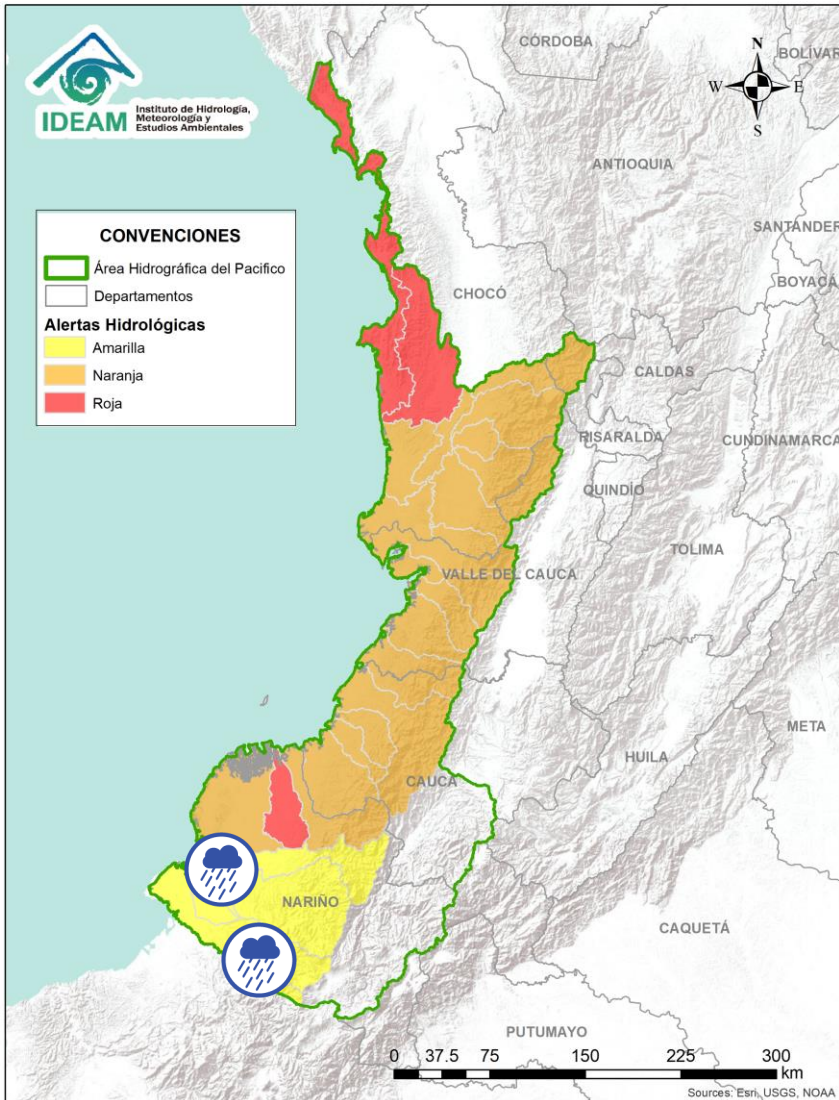 IDEAM
Instituto de Hidrología,
Meteorología y
Estudios Ambientales
N
W
E
S
CÓRDOBA
BOLÍVAR
ANTIOQUIA
SANTANDER
BOYACÁ
CHOCÓ
CALDAS
RISARALDA
CUNDINAMARCA
QUINDÍO
TOLIMA
VALLE DEL CAUCA
META
HUILA
CAUCA
NARIÑO
CAQUETÁ
PUTUMAYO
CONVENCIONES
Área Hidrográfica del Pacifico
Departamentos
Alertas Hidrológicas
Amarilla
Naranja
Roja
0 37.5 75 150 225 300
km
Sources: Esri, USGS, NOAA